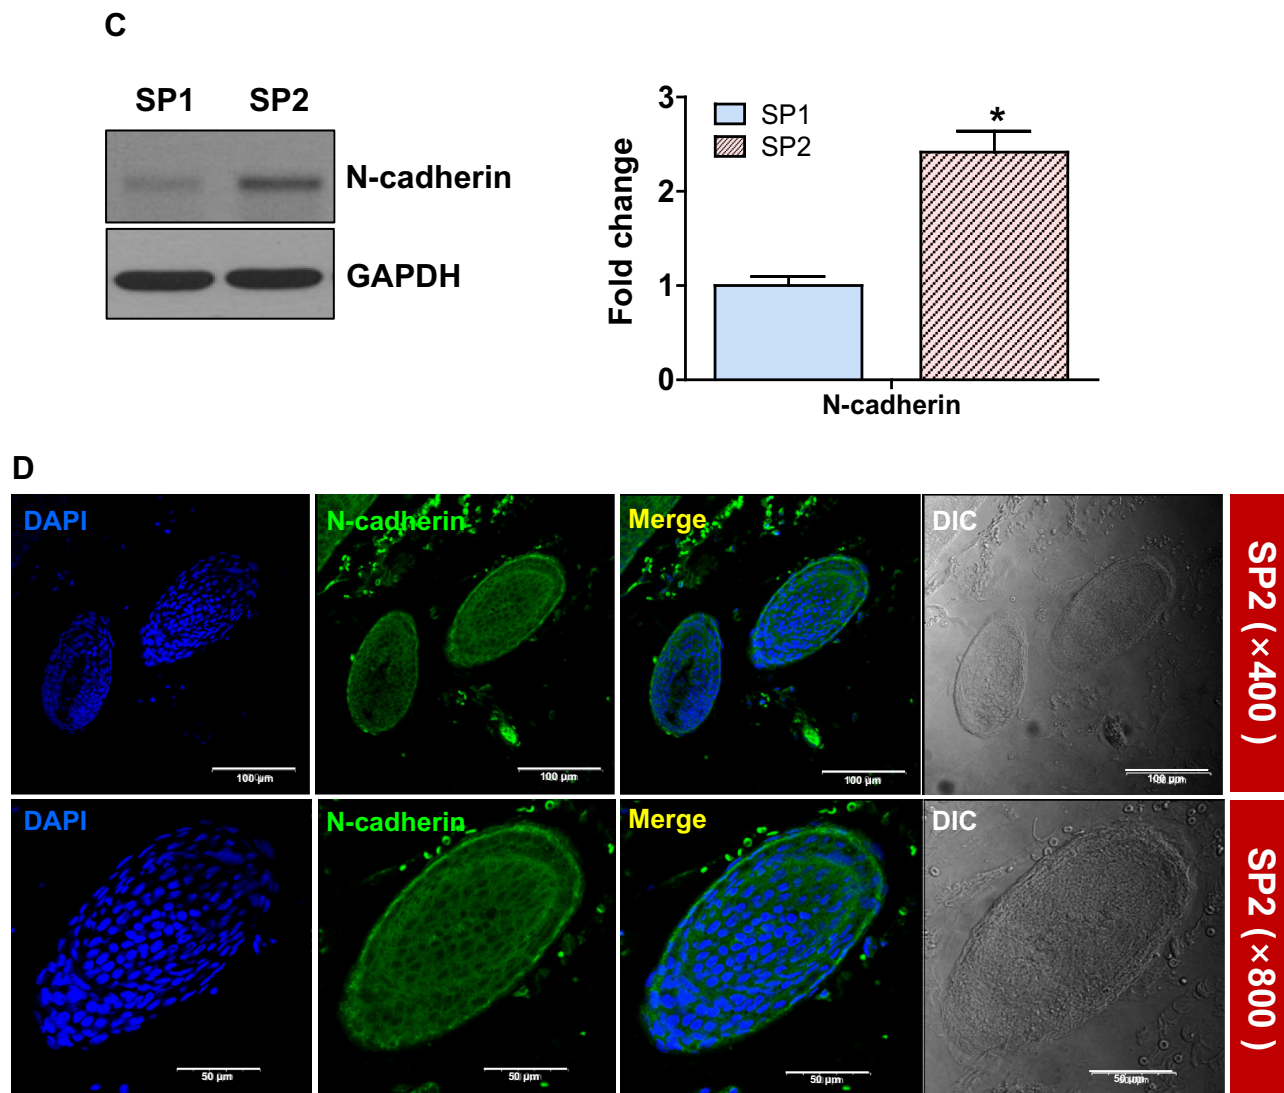 C
SP1 SP2
N-cadherin
GAPDH
3
2
1
0
Fold change
SP1
SP2
*
N-cadherin
D
DAPI N-cadherin Merge DIC
100 µm 100 µm 100 µm 100 µm
SP2 (×400)
DAPI N-cadherin Merge DIC
50 µm 50 µm 50 µm 50 µm
SP2 (×800)